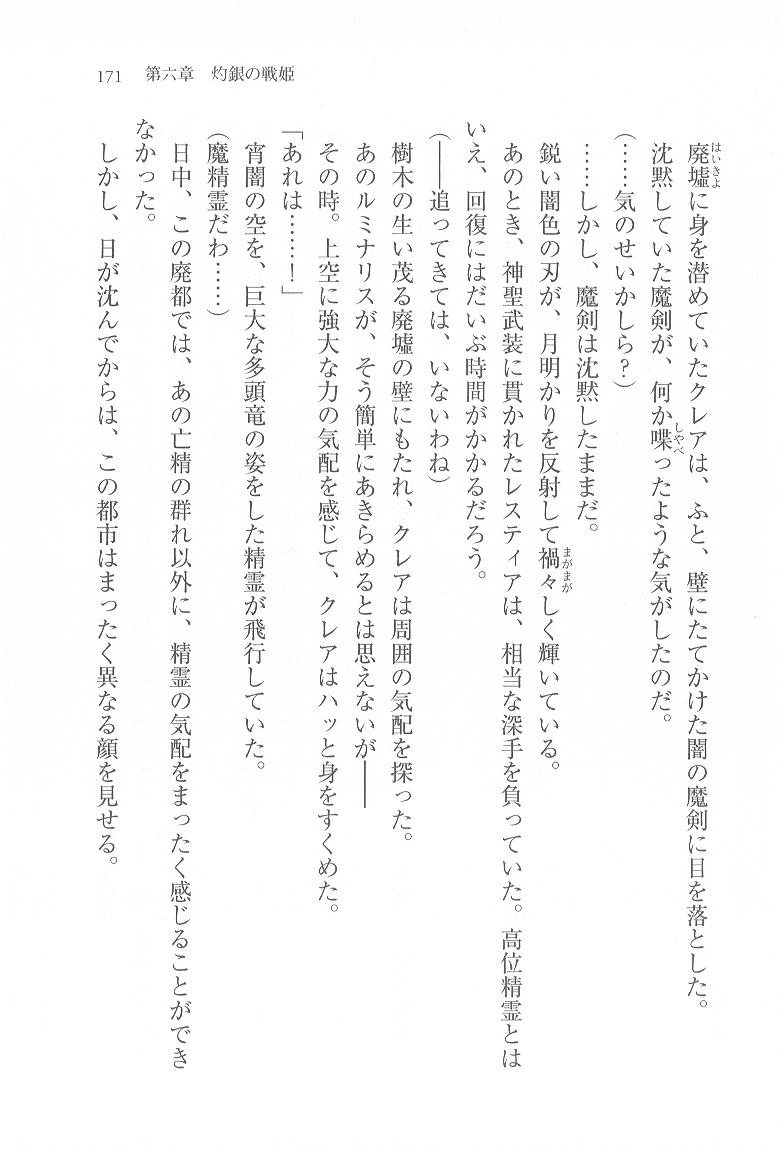 171　第六章　灼銀の戦姫
　廃墟に身を潜めていたクレアは、ふと、壁にたてかけた闇の魔剣に目を落とした。
　沈黙していた魔剣が、何か喋ったような気がしたのだ。
（……気のせいかしら？）
　……しかし、魔剣は沈黙したままだ。
　鋭い闇色の刃が、月明かりを反射して禍々しく輝いている。
　あのとき、神聖武装に貫かれたレスティアは、相当な深手を負っていた。高位精霊とは
いえ、回復にはだいぶ時間がかかるだろう。
（――追ってきては、いないわね）
　樹木の生い茂る廃墟の壁にもたれ、クレアは周囲の気配を探った。
　あのルミナリスが、そう簡単にあきらめるとは思えないが――
　その時。上空に強大な力の気配を感じて、クレアはハッと身をすくめた。
「あれは……！」
　宵闇の空を、巨大な多頭竜の姿をした精霊が飛行していた。
（魔精霊だわ……）
　日中、この廃都では、あの亡精の群れ以外に、精霊の気配をまったく感じることができ
なかった。
　しかし、日が沈んでからは、この都市はまったく異なる顔を見せる。
はいきよ
しやべ
まがまが